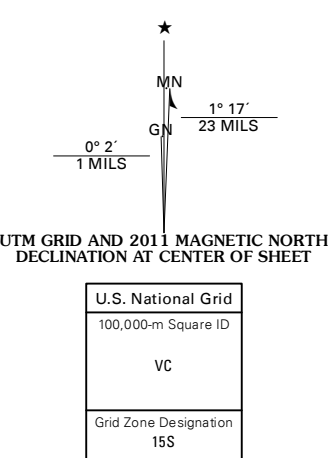 ★
MN
1° 17´
GN
23 MILS
0° 2´
1 MILS
UTM GRID AND 2011 MAGNETIC NORTH
DECLINATION AT CENTER OF SHEET
U.S. National Grid
100,000-m Square ID
VC
Grid Zone Designation
15S